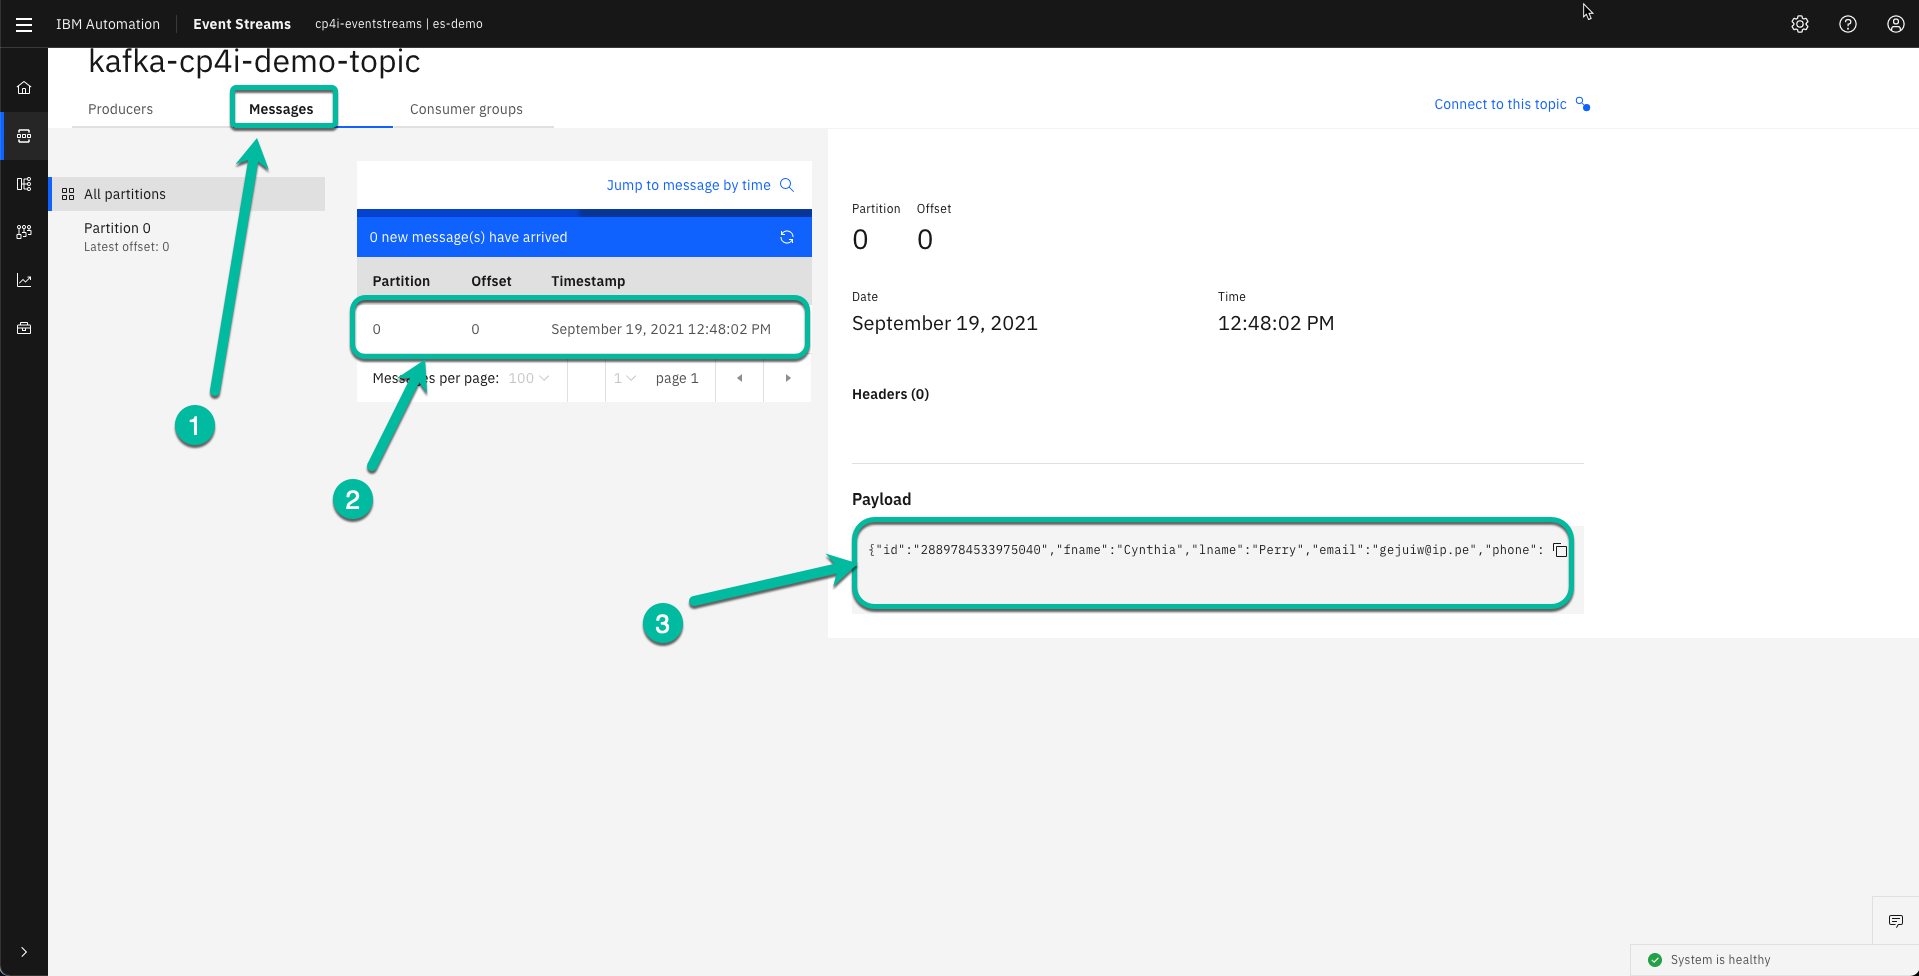 IBM Automation Event Streams cp4i-eventstreams | es-demo
kafka-cp4i-demo-topic
Producers Messages Consumer groups
Connect to this topic
All partitions
Partition 0
Latest offset: 0
Jump to message by time
0 new message(s) have arrived
Partition Offset Timestamp
0 0 September 19, 2021 12:48:02 PM
Messages per page: 100 1 page 1
1
2
Partition Offset
0 0
Date Time
September 19, 2021 12:48:02 PM
Headers (0)
Payload
{"id":"2889784533975040","fname":"Cynthia","lname":"Perry","email":"gejuiw@ip.pe","phone":
3
System is healthy